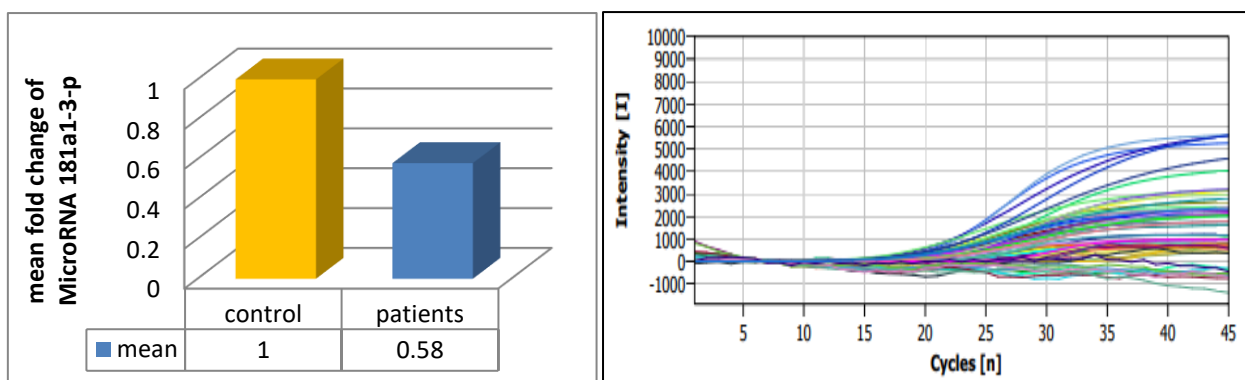 mean fold change of
MicroRNA 181a1-3-p
1
0.8
0.6
0.4
0.2
0
control patients
mean 1 0.58
Intensity [I]
10000
9000
8000
7000
6000
5000
4000
3000
2000
1000
0
-1000
5 10 15 20 25 30 35 40 45
Cycles [n]